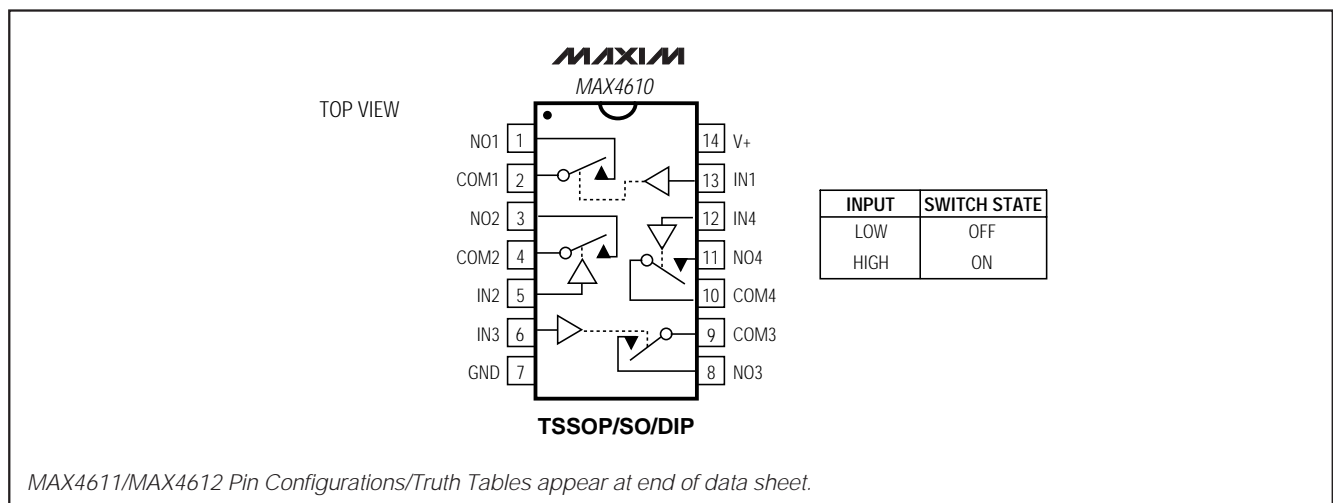 MAXIM
MAX4610
TOP VIEW
NO1 1
COM1 2
NO2 3
COM2 4
IN2 5
IN3 6
GND 7
14 V+
13 IN1
12 IN4
11 NO4
10 COM4
9 COM3
8 NO3
TSSOP/SO/DIP
INPUT SWITCH STATE
LOW OFF
HIGH ON
MAX4611/MAX4612 Pin Configurations/Truth Tables appear at end of data sheet.